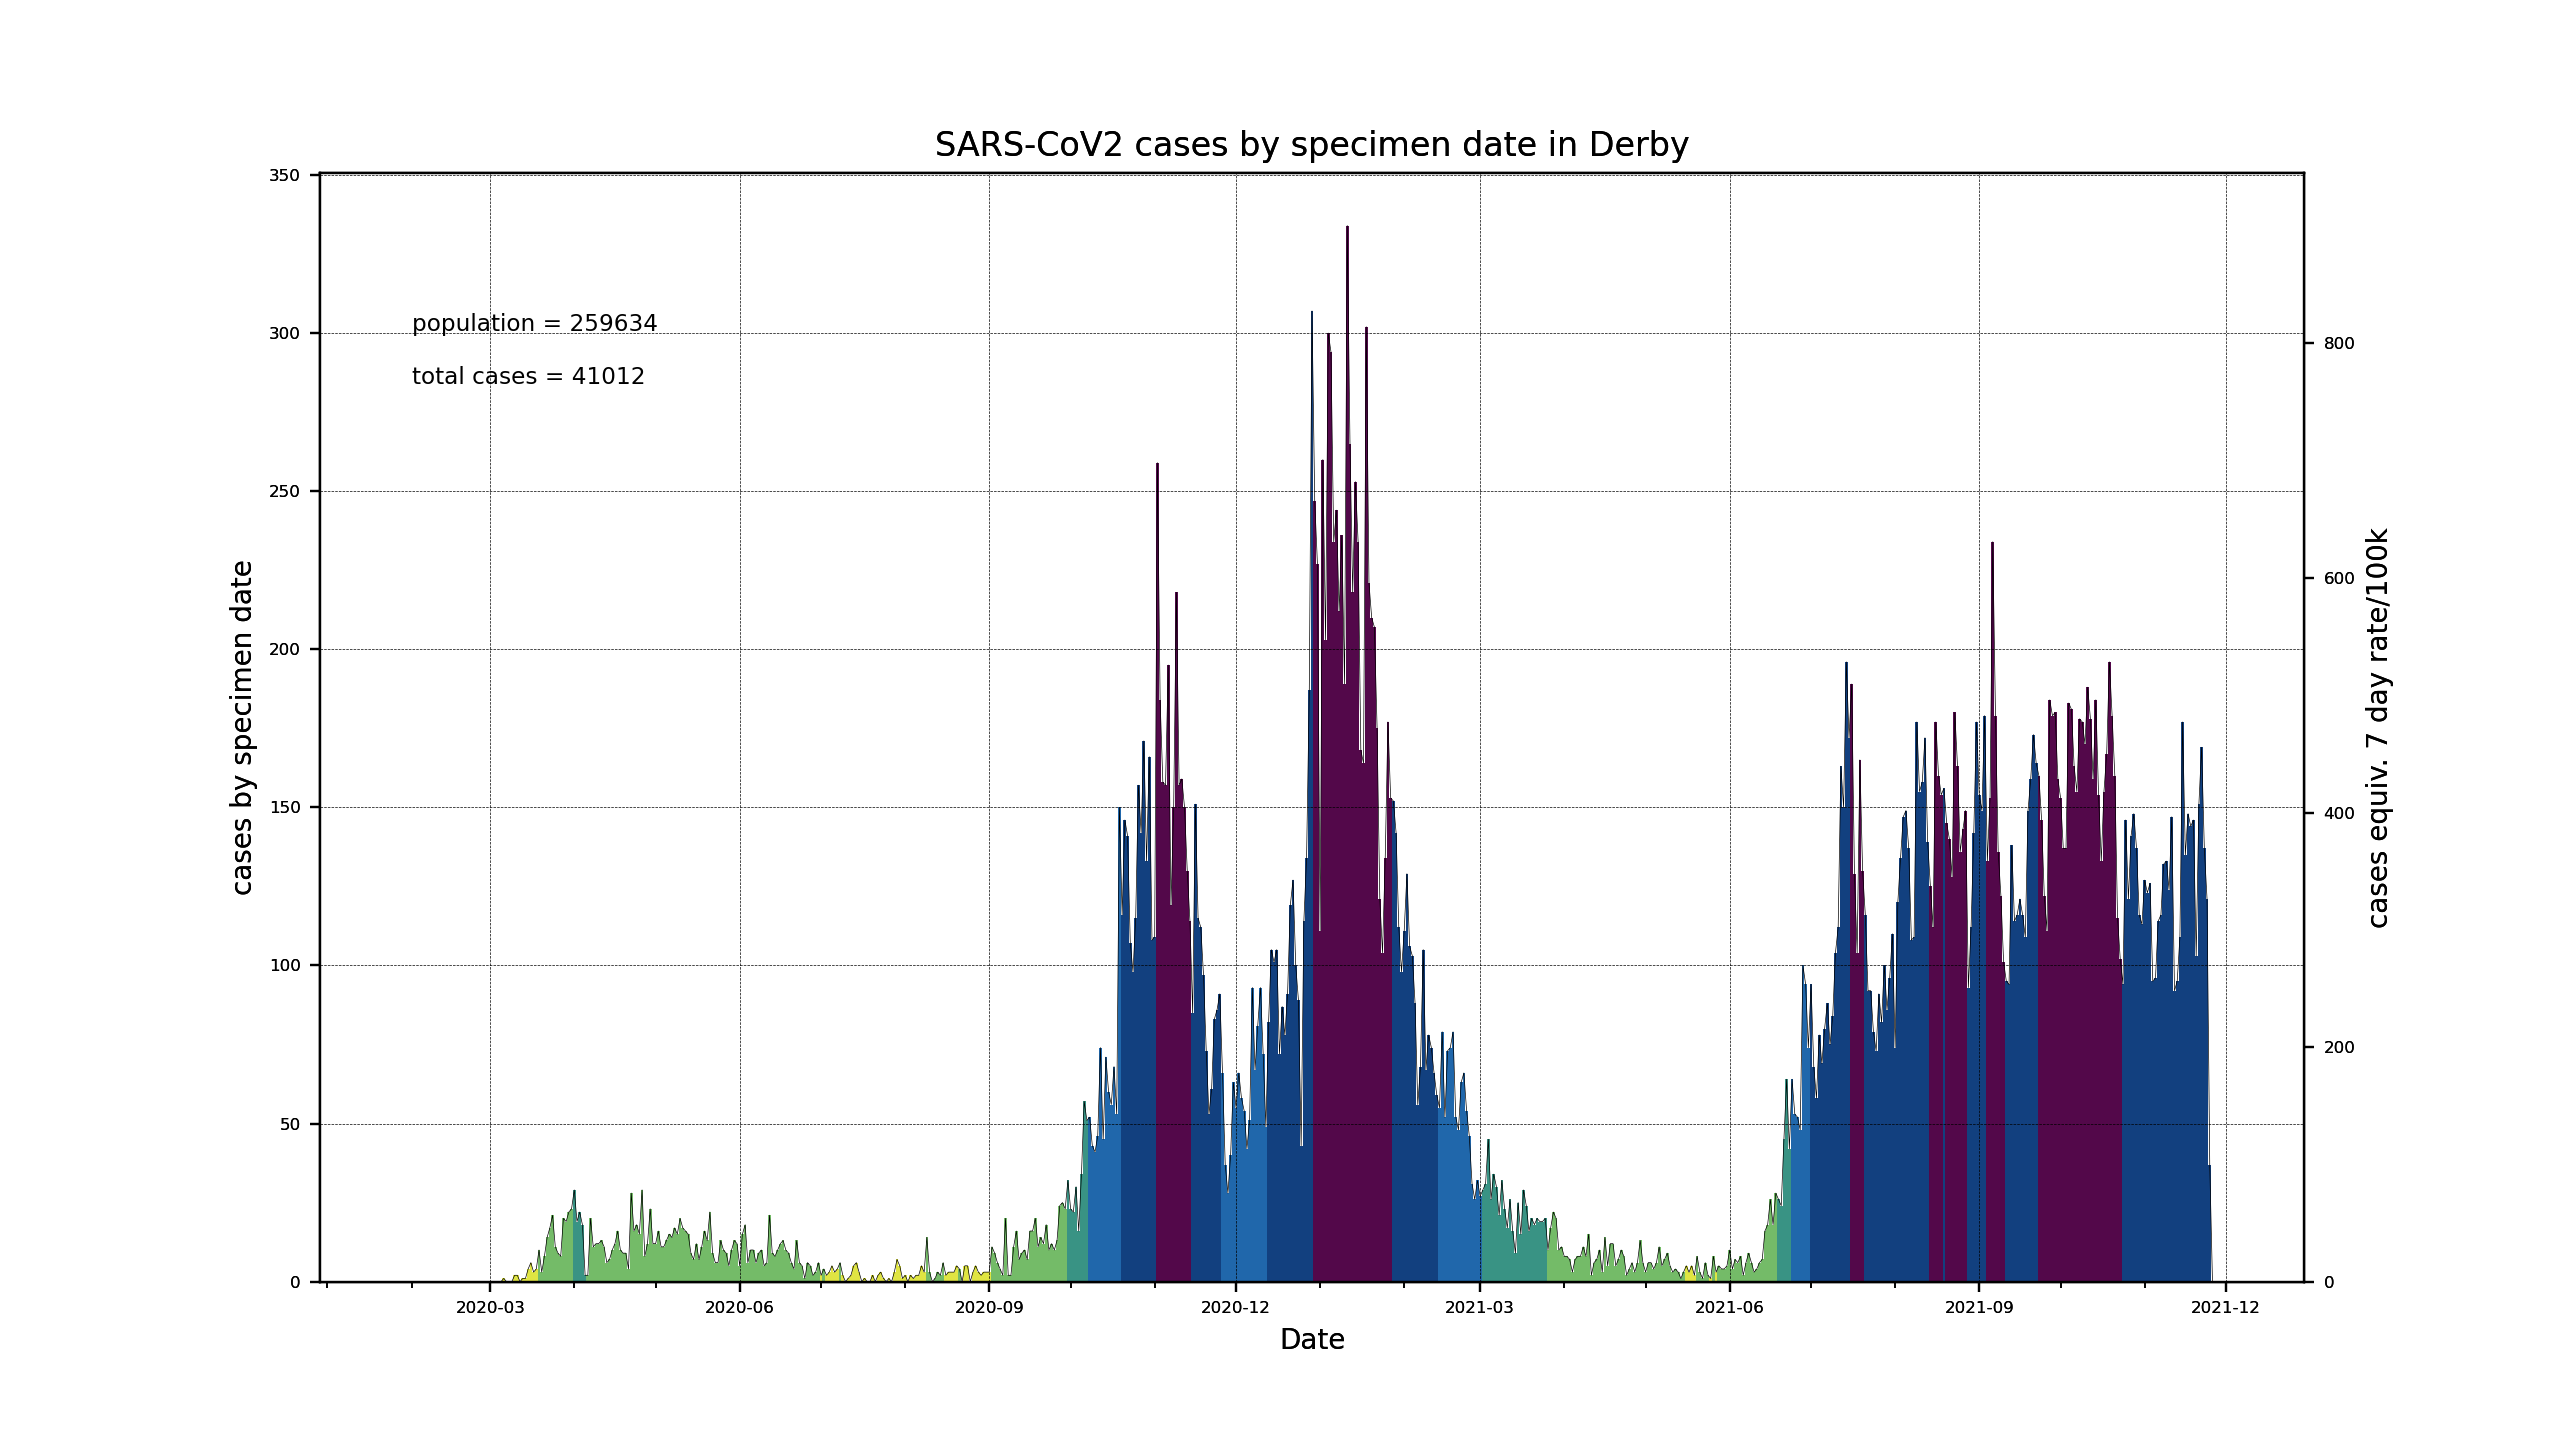 SARS-CoV2 cases by specimen date in Derby
350
300
250
200
150
100
50
0
cases by specimen date
population = 259634
total cases = 41012
800
600
400
200
0
cases equiv. 7 day rate/100k
2020-03 2020-06 2020-09 2020-12 2021-03 2021-06 2021-09 2021-12
Date